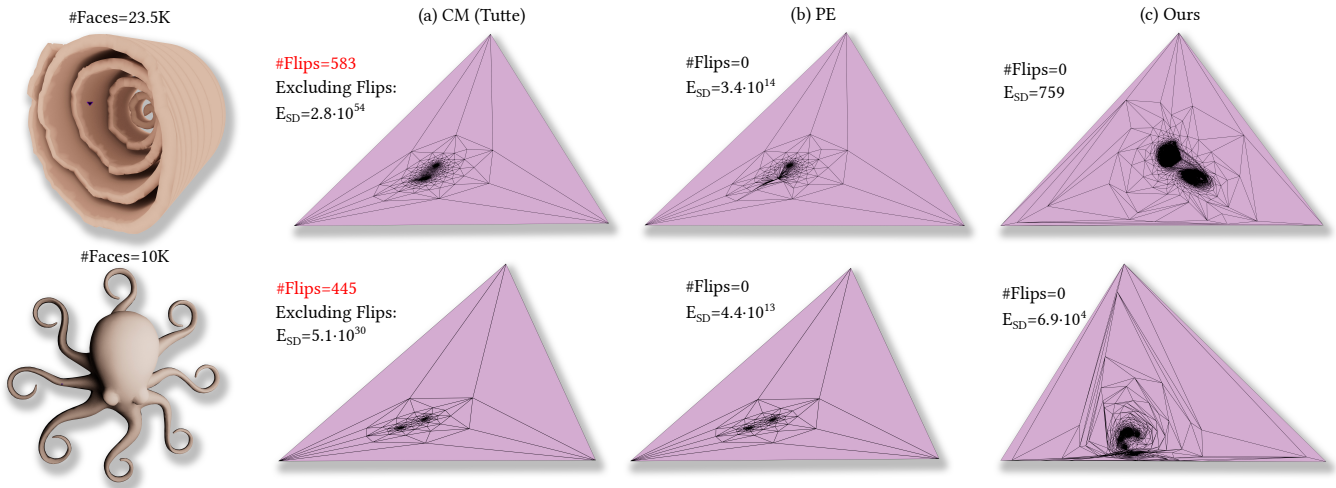 #Faces=23.5K
(a) CM (Tutte)
(b) PE
(c) Ours
#Flips=583
Excluding Flips:
E_SD=2.8·10^54
#Flips=0
E_SD=3.4·10^14
#Flips=0
E_SD=759
#Faces=10K
#Flips=445
Excluding Flips:
E_SD=5.1·10^30
#Flips=0
E_SD=4.4·10^13
#Flips=0
E_SD=6.9·10^4